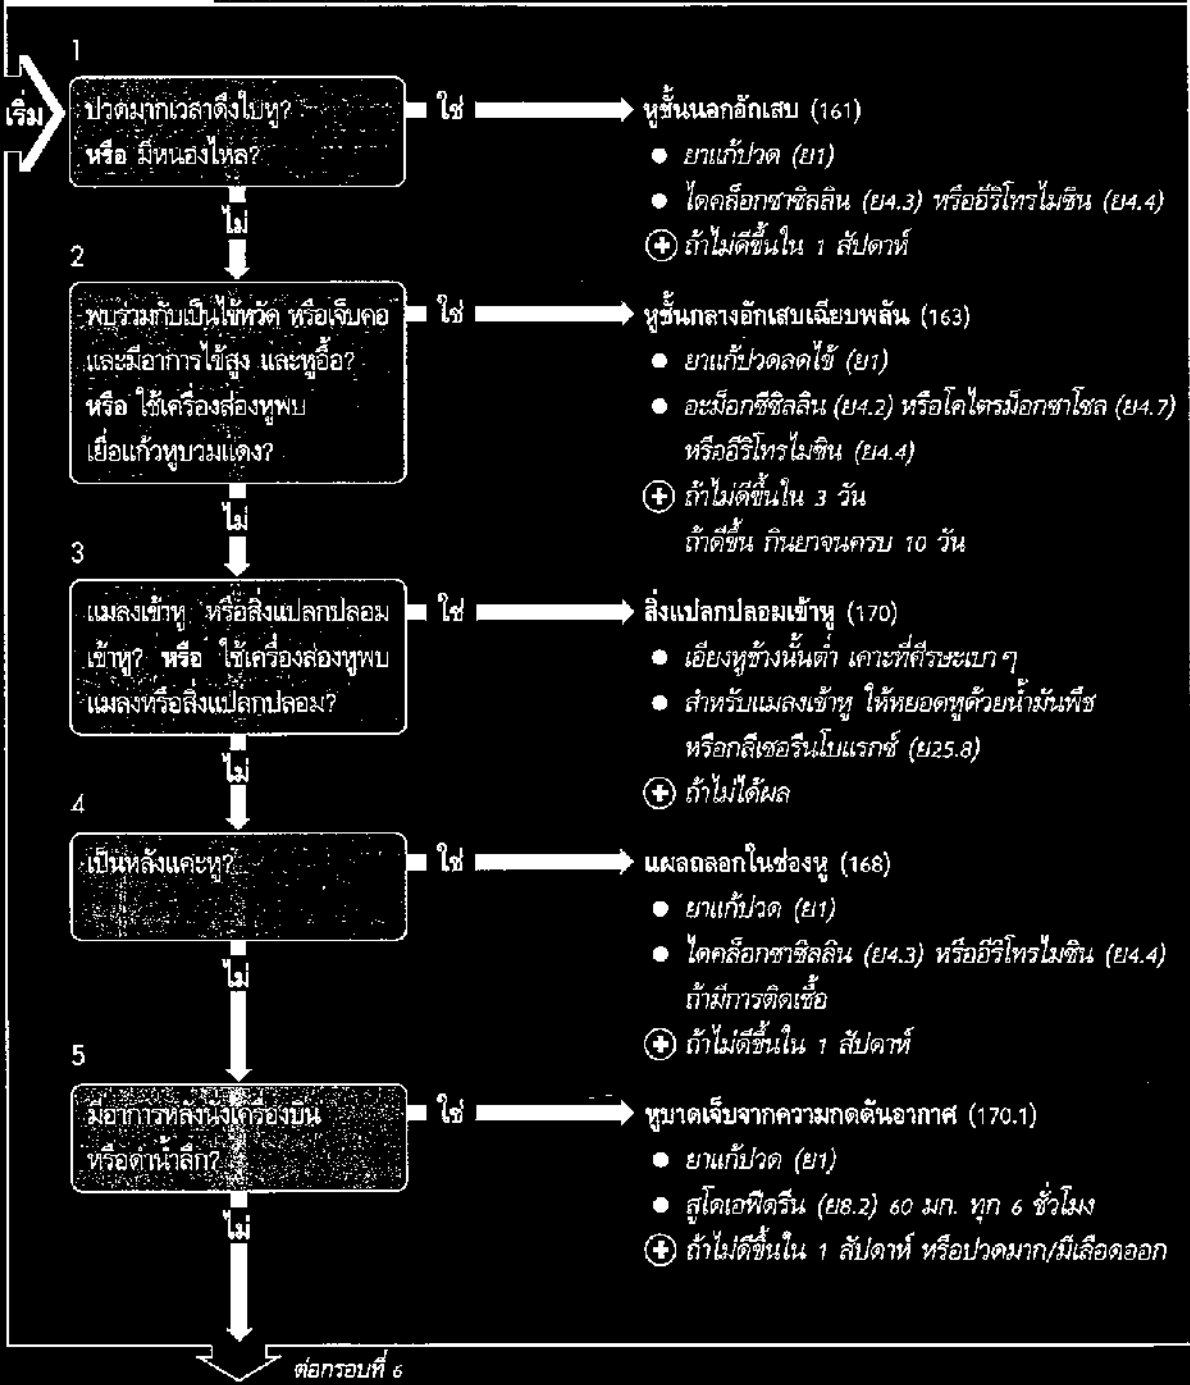 1
เริ่ม
ปวดมากเวลาดึงใบหู?
หรือ มีหนองไหล?
ใช่
หูชั้นนอกอักเสบ (161)
● ยาแก้ปวด (ย1)
● ไดคล็อกซาซิลลิน (ย4.3) หรืออีริโทรไมซิน (ย4.4)
⊕ ถ้าไม่ดีขึ้นใน 1 สัปดาห์
ไม่
2
พบร่วมกับเป็นไข้หวัด หรือเจ็บคอ
และมีอาการไข้สูง และหูอื้อ?
หรือ ใช้เครื่องส่องหูพบ
เยื่อแก้วหูบวมแดง?
ใช่
หูชั้นกลางอักเสบเฉียบพลัน (163)
● ยาแก้ปวดลดไข้ (ย1)
● อะม็อกซีซิลลิน (ย4.2) หรือโคไตรม็อกซาโซล (ย4.7)
หรืออีริโทรไมซิน (ย4.4)
⊕ ถ้าไม่ดีขึ้นใน 3 วัน
ถ้าดีขึ้น กินยาจนครบ 10 วัน
ไม่
3
แมลงเข้าหู หรือสิ่งแปลกปลอม
เข้าหู? หรือ ใช้เครื่องส่องหูพบ
แมลงหรือสิ่งแปลกปลอม?
ใช่
สิ่งแปลกปลอมเข้าหู (170)
● เอียงหูข้างนั้นต่ำ เคาะที่ศีรษะเบา ๆ
● สำหรับแมลงเข้าหู ให้หยอดหูด้วยน้ำมันพืช
หรือกลีเซอรีนโบแรกซ์ (ย25.8)
⊕ ถ้าไม่ได้ผล
ไม่
4
เป็นหลังแคะหู?
ใช่
แผลถลอกในช่องหู (168)
● ยาแก้ปวด (ย1)
● ไดคล็อกซาซิลลิน (ย4.3) หรืออีริโทรไมซิน (ย4.4)
ถ้ามีการติดเชื้อ
⊕ ถ้าไม่ดีขึ้นใน 1 สัปดาห์
ไม่
5
มีอาการหลังนั่งเครื่องบิน
หรือดำน้ำลึก?
ใช่
หูบาดเจ็บจากความกดดันอากาศ (170.1)
● ยาแก้ปวด (ย1)
● สูโดเอฟีดรีน (ย8.2) 60 มก. ทุก 6 ชั่วโมง
⊕ ถ้าไม่ดีขึ้นใน 1 สัปดาห์ หรือปวดมาก/มีเลือดออก
ไม่
ต่อกรอบที่ 6